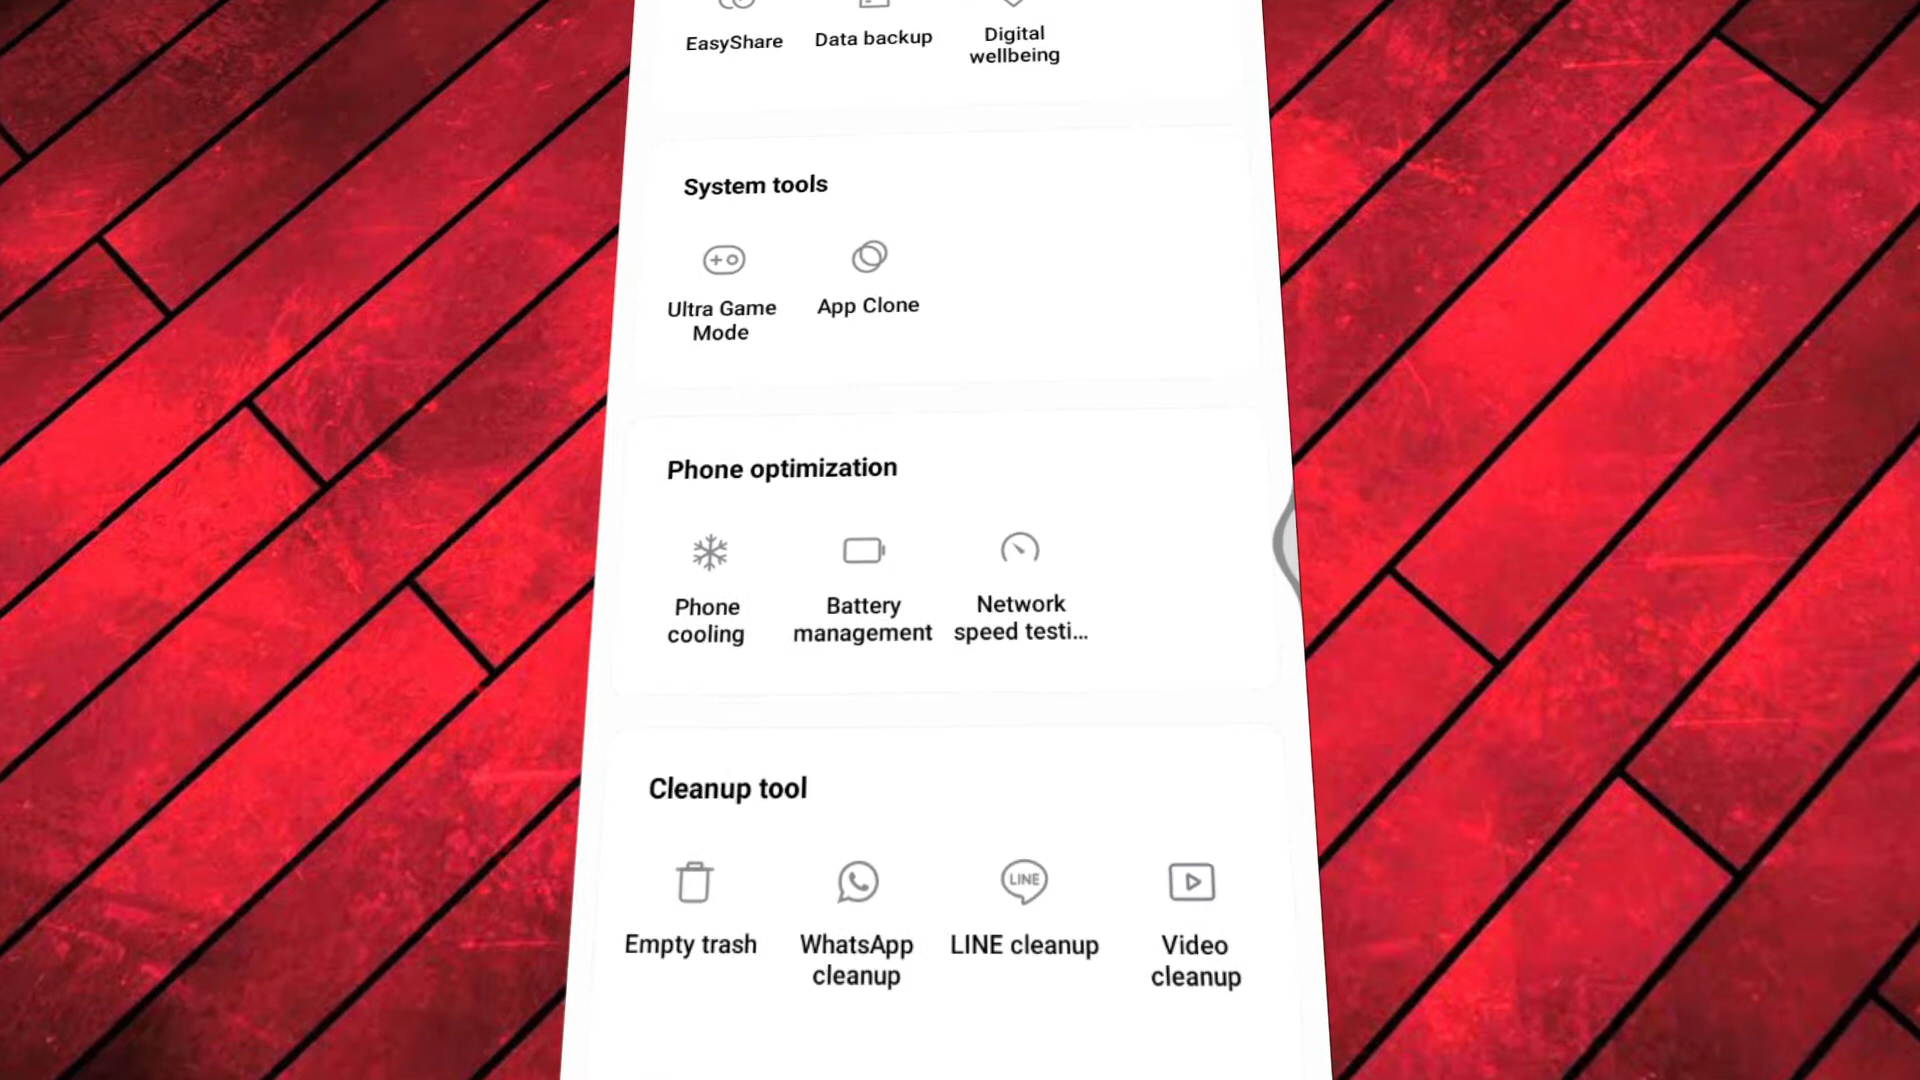 EasyShare Data backup Digital
wellbeing
System tools
Ultra Game App Clone
Mode
Phone optimization
Phone Battery Network
cooling management speed testi...
Cleanup tool
LINE
Empty trash WhatsApp LINE cleanup Video
cleanup cleanup